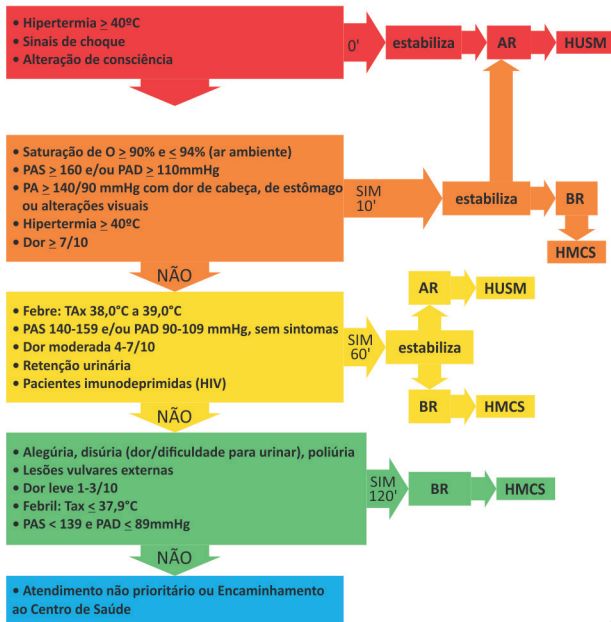 • Hipertermia ≥ 40ºC
• Sinais de choque
• Alteração de consciência
0'
estabiliza
AR
HUSM
• Saturação de O ≥ 90% e ≤ 94% (ar ambiente)
• PAS ≥ 160 e/ou PAD ≥ 110mmHg
• PA ≥ 140/90 mmHg com dor de cabeça, de estômago
ou alterações visuais
• Hipertermia ≥ 40ºC
• Dor ≥ 7/10
SIM
10'
estabiliza
BR
HMCS
NÃO
• Febre: TAx 38,0°C a 39,0°C
• PAS 140-159 e/ou PAD 90-109 mmHg, sem sintomas
• Dor moderada 4-7/10
• Retenção urinária
• Pacientes imunodeprimidas (HIV)
SIM
60'
AR
HUSM
estabiliza
BR
HMCS
NÃO
• Alegúria, disúria (dor/dificuldade para urinar), poliúria
• Lesões vulvares externas
• Dor leve 1-3/10
• Febril: Tax ≤ 37,9°C
• PAS < 139 e PAD ≤ 89mmHg
SIM
120'
BR
HMCS
NÃO
• Atendimento não prioritário ou Encaminhamento
ao Centro de Saúde